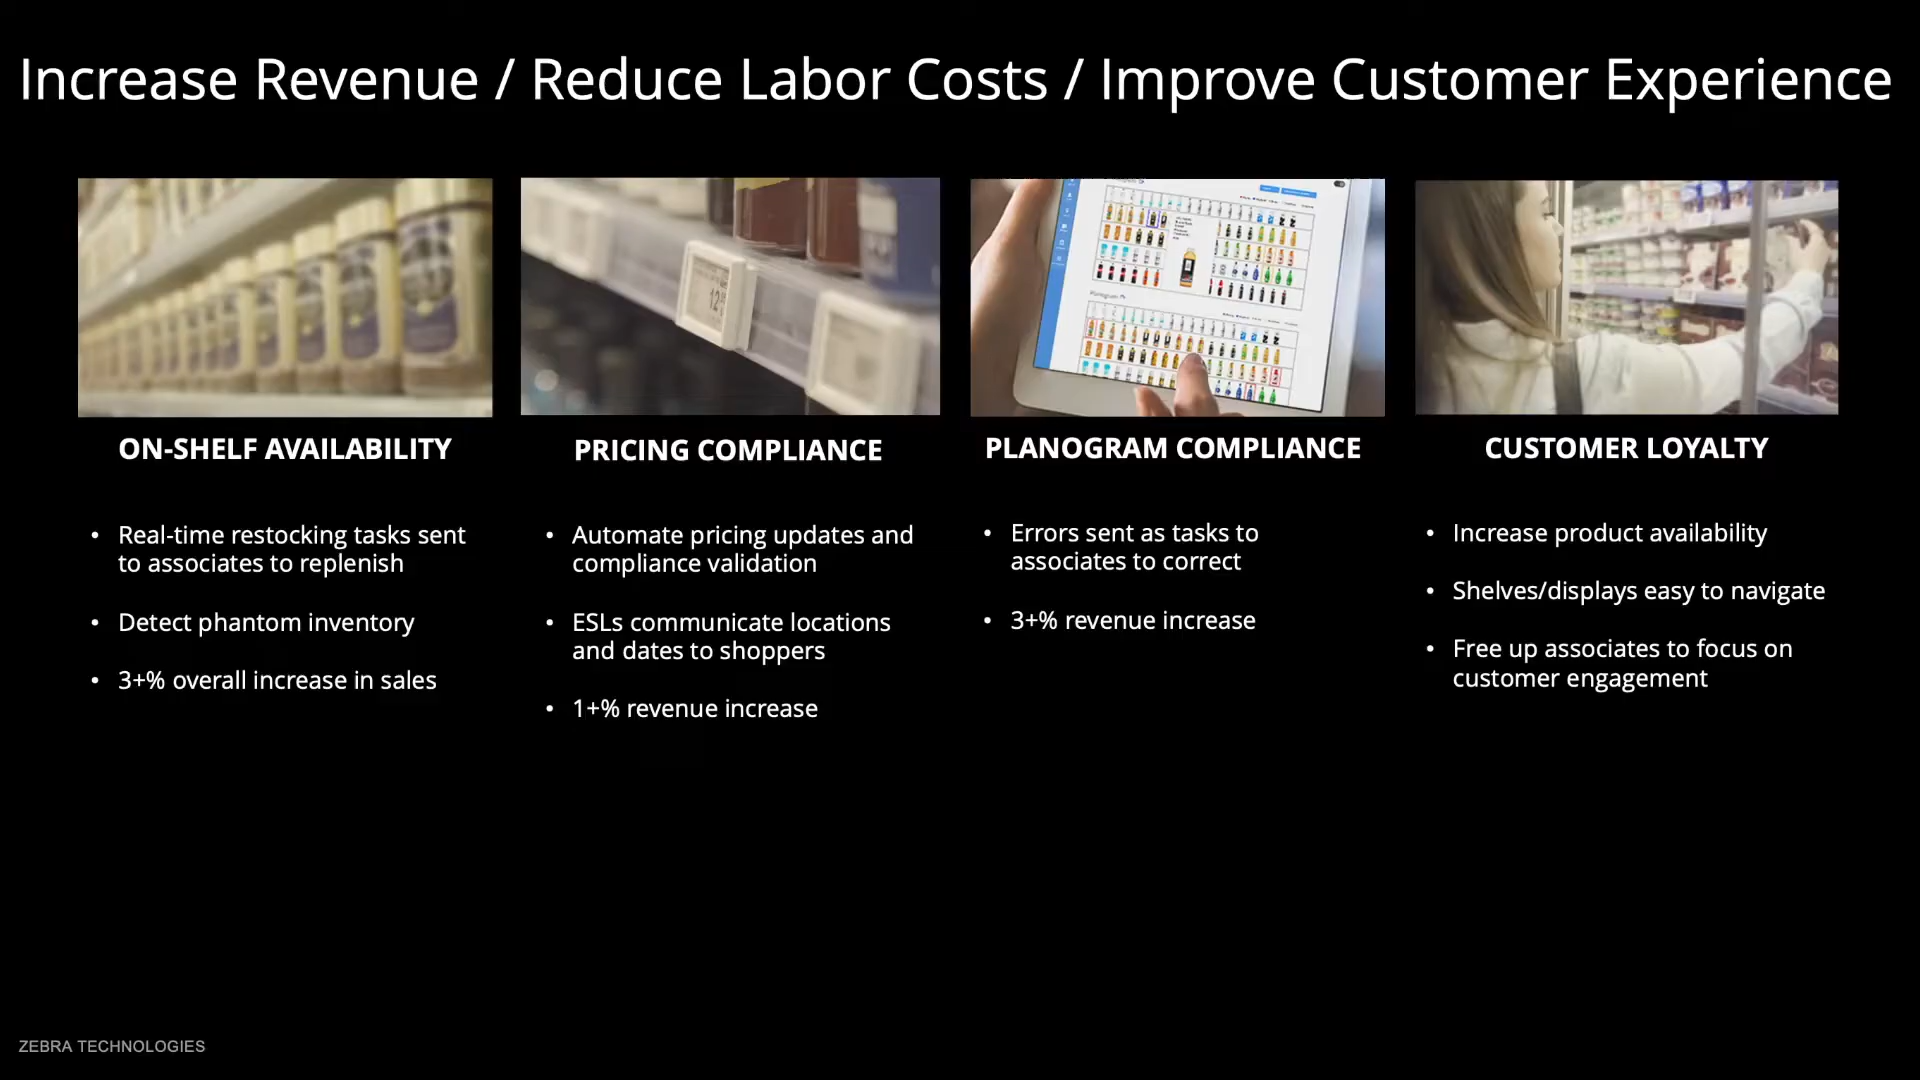 Increase Revenue / Reduce Labor Costs / Improve Customer Experience
ON-SHELF AVAILABILITY
• Real-time restocking tasks sent
to associates to replenish
• Detect phantom inventory
• 3+% overall increase in sales
PRICING COMPLIANCE
• Automate pricing updates and
compliance validation
• ESLs communicate locations
and dates to shoppers
• 1+% revenue increase
PLANOGRAM COMPLIANCE
• Errors sent as tasks to
associates to correct
• 3+% revenue increase
CUSTOMER LOYALTY
• Increase product availability
• Shelves/displays easy to navigate
• Free up associates to focus on
customer engagement
ZEBRA TECHNOLOGIES